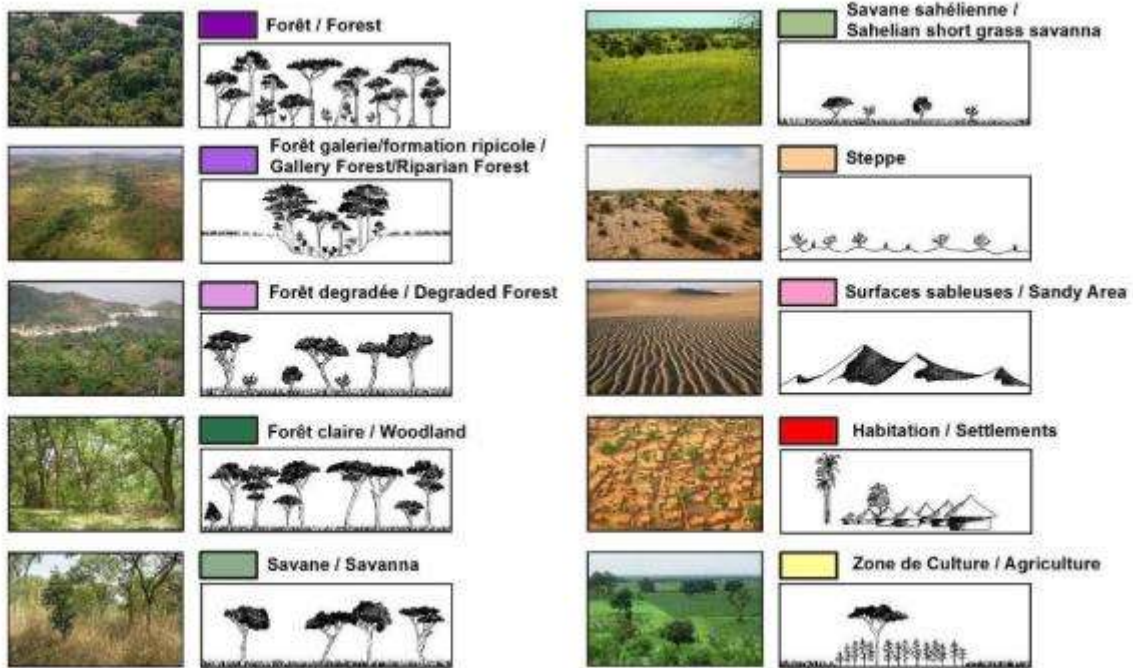 Forêt / Forest
Forêt galerie/formation ripicole /
Gallery Forest/Riparian Forest
Forêt degradée / Degraded Forest
Forêt claire / Woodland
Savane / Savanna
Savane sahélienne /
Sahelian short grass savanna
Steppe
Surfaces sableuses / Sandy Area
Habitation / Settlements
Zone de Culture / Agriculture